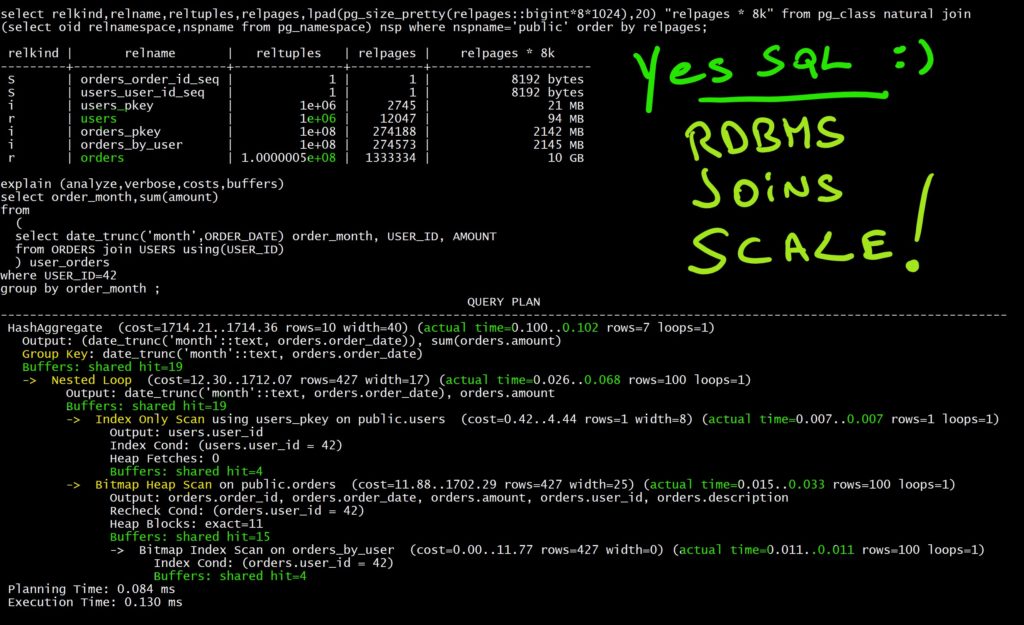 select relkind,relname,reltuples,relpages,lpad(pg_size_pretty(relpages::bigint*8*1024),20) "relpages * 8k" from pg_class natural join
(select oid relnamespace,nspname from pg_namespace) nsp where nspname='public' order by relpages;
relkind | relname | reltuples | relpages | relpages * 8k
---------+---------------------+---------------+----------+----------------------
S | orders_order_id_seq | 1 | 1 | 8192 bytes
S | users_user_id_seq | 1 | 1 | 8192 bytes
i | users_pkey | 1e+06 | 2745 | 21 MB
r | users | 1e+06 | 12047 | 94 MB
i | orders_pkey | 1e+08 | 274188 | 2142 MB
i | orders_by_user | 1e+08 | 274573 | 2145 MB
r | orders | 1.0000005e+08 | 1333334 | 10 GB
Yes SQL :)
RDBMS
JOiNS
SCALE!
explain (analyze,verbose,costs,buffers)
select order_month,sum(amount)
from
(
select date_trunc('month',ORDER_DATE) order_month, USER_ID, AMOUNT
from ORDERS join USERS using(USER_ID)
) user_orders
where USER_ID=42
group by order_month ;
QUERY PLAN
HashAggregate (cost=1714.21..1714.36 rows=10 width=40) (actual time=0.100..0.102 rows=7 loops=1)
Output: (date_trunc('month'::text, orders.order_date)), sum(orders.amount)
Group Key: date_trunc('month'::text, orders.order_date)
Buffers: shared hit=19
-> Nested Loop (cost=12.30..1712.07 rows=427 width=17) (actual time=0.026..0.068 rows=100 loops=1)
Output: date_trunc('month'::text, orders.order_date), orders.amount
Buffers: shared hit=19
-> Index Only Scan using users_pkey on public.users (cost=0.42..4.44 rows=1 width=8) (actual time=0.007..0.007 rows=1 loops=1)
Output: users.user_id
Index Cond: (users.user_id = 42)
Heap Fetches: 0
Buffers: shared hit=4
-> Bitmap Heap Scan on public.orders (cost=11.88..1702.29 rows=427 width=25) (actual time=0.015..0.033 rows=100 loops=1)
Output: orders.order_id, orders.order_date, orders.amount, orders.user_id, orders.description
Recheck Cond: (orders.user_id = 42)
Heap Blocks: exact=11
Buffers: shared hit=15
-> Bitmap Index Scan on orders_by_user (cost=0.00..11.77 rows=427 width=0) (actual time=0.011..0.011 rows=100 loops=1)
Index Cond: (orders.user_id = 42)
Buffers: shared hit=4
Planning Time: 0.084 ms
Execution Time: 0.130 ms